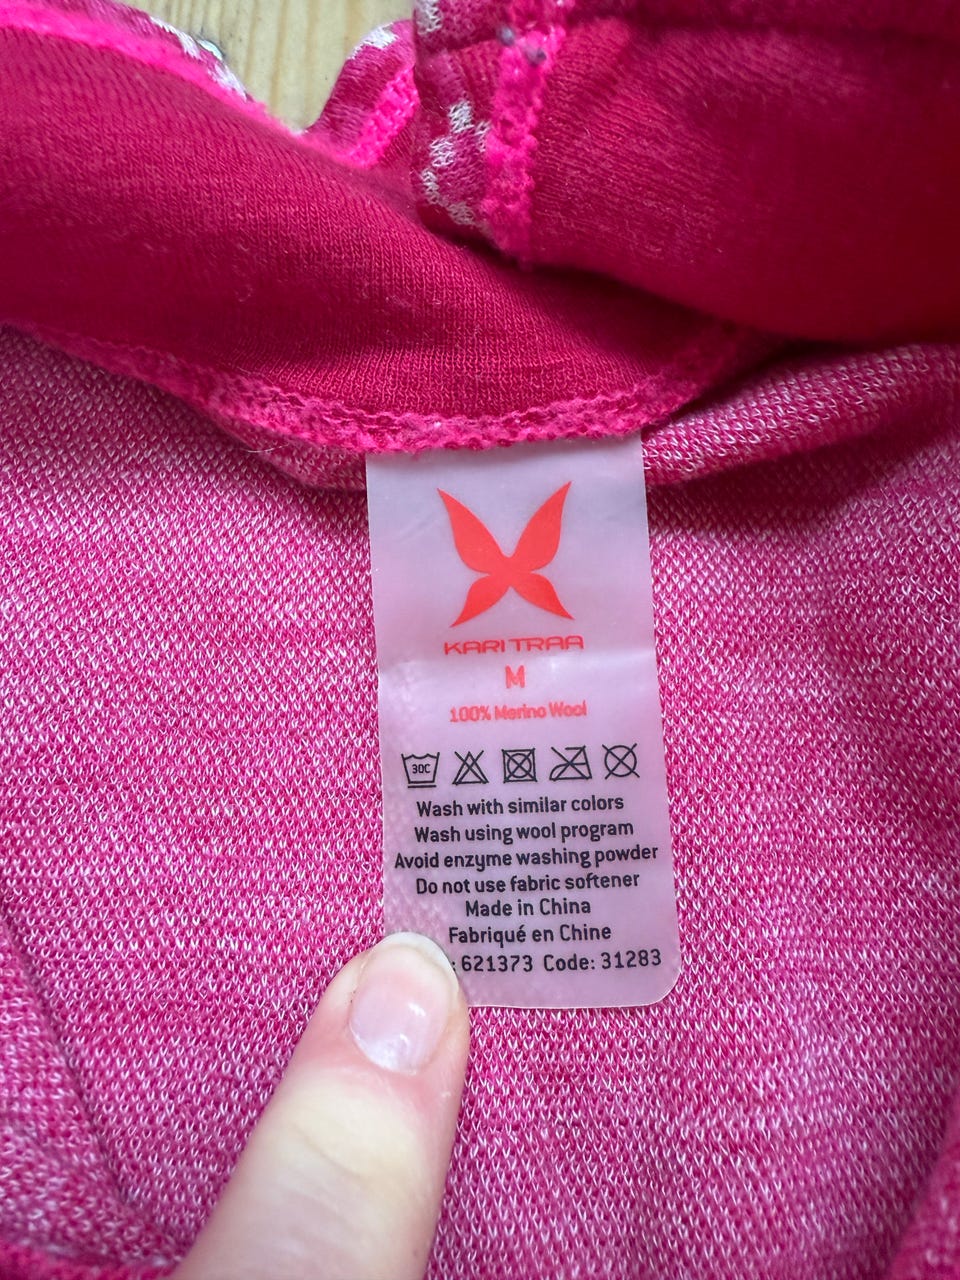 KARI TRAA
M
100% Merino Wool
30C
Wash with similar colors
Wash using wool program
Avoid enzyme washing powder
Do not use fabric softener
Made in China
Fabriqué en Chine
: 621373 Code: 31283